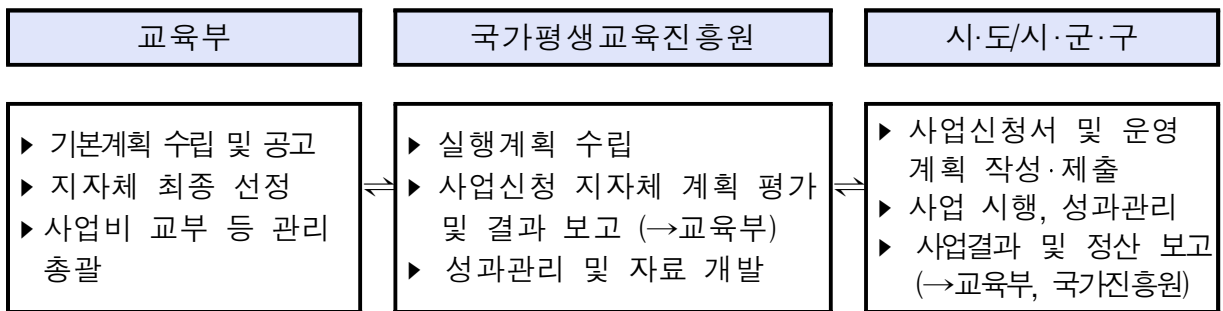 교육부
국가평생교육진흥원
시·도/시·군·구
▶ 기본계획 수립 및 공고
▶ 지자체 최종 선정
▶ 사업비 교부 등 관리
총괄
⇌
▶ 실행계획 수립
▶ 사업신청 지자체 계획 평가
및 결과 보고 (→교육부)
▶ 성과관리 및 자료 개발
⇌
▶ 사업신청서 및 운영
계획 작성·제출
▶ 사업 시행, 성과관리
▶ 사업결과 및 정산 보고
(→교육부, 국가진흥원)